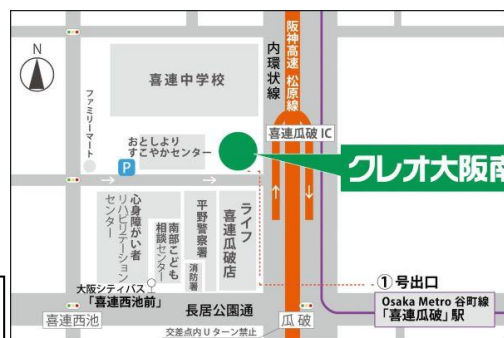 N
喜連中学校
ファミリーマート
おとしより
すこやかセンター
P
内環状線
阪神高速 松原線
喜連瓜破 IC
クレオ大阪南
心身障がい者
リハビリテーション
センター
南部こども
相談センター
平野警察署
消防署
ライフ
喜連瓜破店
大阪シティバス
「喜連西池前」
①号出口
Osaka Metro 谷町線
「喜連瓜破」駅
長居公園通
喜連西池
交差点内 U ターン禁止
瓜破